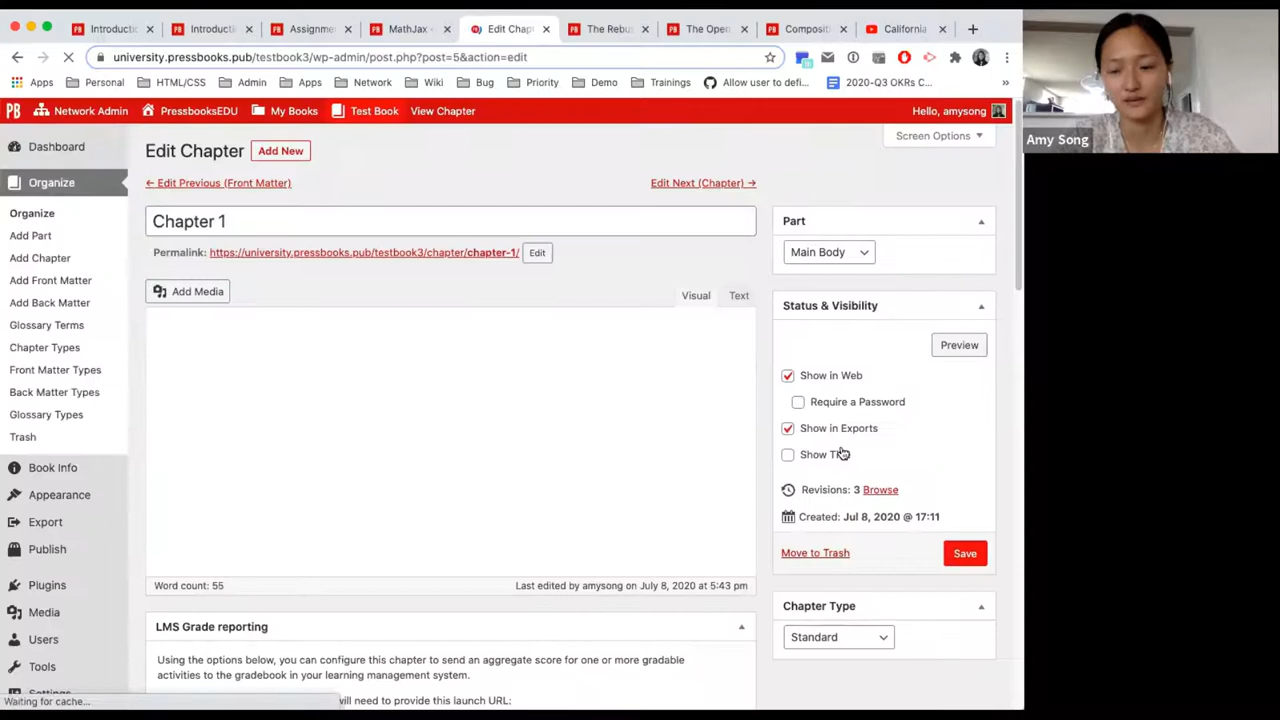 Introducti
Introducti
Assignme
MathJax
Edit Chap
The Rebus
The Open
Composit
California
university.pressbooks.pub/testbook3/wp-admin/post.php?post=5&action=edit
Apps Personal HTML/CSS Admin Apps Network Wiki Bug Priority Demo Trainings Allow user to defi... 2020-Q3 OKRs C... »
PB Network Admin PressbooksEDU My Books Test Book View Chapter Hello, amysong
Amy Song
Screen Options
Dashboard
Organize
Organize
Add Part
Add Chapter
Add Front Matter
Add Back Matter
Glossary Terms
Chapter Types
Front Matter Types
Back Matter Types
Glossary Types
Trash
Book Info
Appearance
Export
Publish
Plugins
Media
Users
Tools
Edit Chapter Add New
← Edit Previous (Front Matter) Edit Next (Chapter) →
Chapter 1
Permalink: https://university.pressbooks.pub/testbook3/chapter/chapter-1/ Edit
Add Media Visual Text
Word count: 55 Last edited by amysong on July 8, 2020 at 5:43 pm
LMS Grade reporting
Using the options below, you can configure this chapter to send an aggregate score for one or more gradable
activities to the gradebook in your learning management system.
will need to provide this launch URL:
Waiting for cache...
Part
Main Body
Status & Visibility
Preview
Show in Web
Require a Password
Show in Exports
Show
Revisions: 3 Browse
Created: Jul 8, 2020 @ 17:11
Move to Trash Save
Chapter Type
Standard